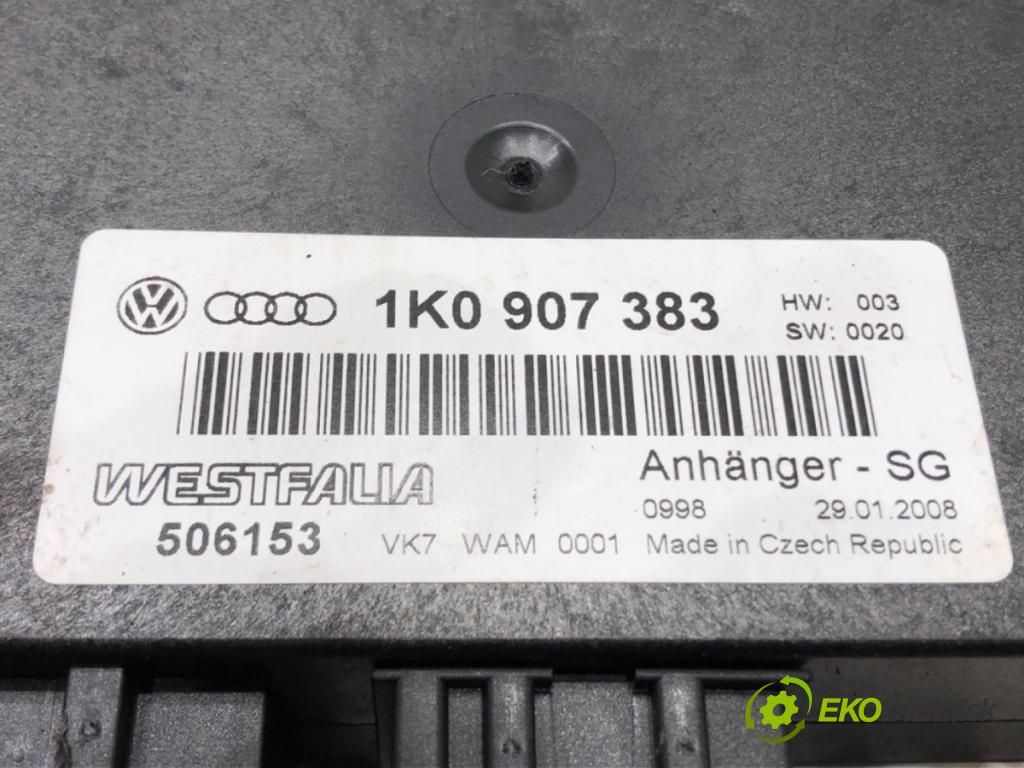 1K0 907 383
HW: 003
SW: 0020
WESTFALIA
Anhänger - SG
506153
0998 29.01.2008
VK7 WAM 0001 Made in Czech Republic
EKO